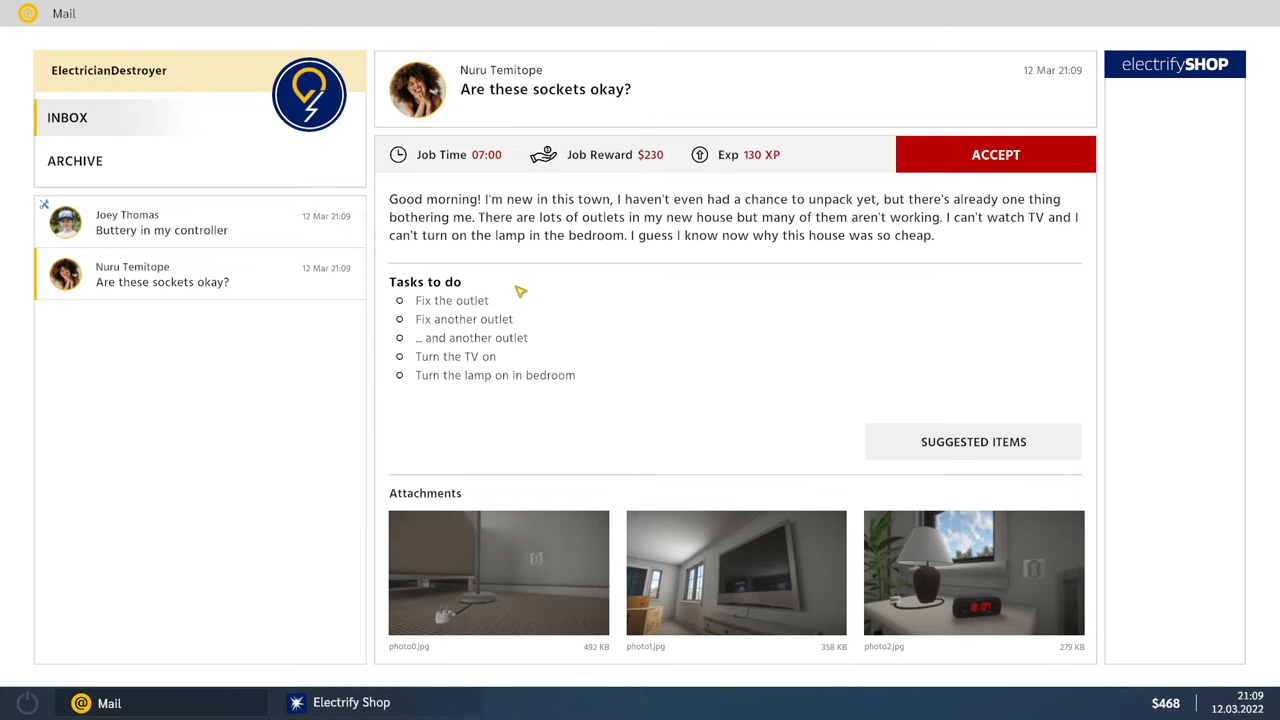 Mail
ElectricianDestroyer
INBOX
ARCHIVE
Joey Thomas
12 Mar 21:09
Buttery in my controller
Nuru Temitope
12 Mar 21:09
Are these sockets okay?
Nuru Temitope
12 Mar 21:09
Are these sockets okay?
Job Time 07:00
Job Reward $230
Exp 130 XP
ACCEPT
Good morning! I'm new in this town, I haven't even had a chance to unpack yet, but there's already one thing
bothering me. There are lots of outlets in my new house but many of them aren't working. I can't watch TV and I
can't turn on the lamp in the bedroom. I guess I know now why this house was so cheap.
Tasks to do
Fix the outlet
Fix another outlet
... and another outlet
Turn the TV on
Turn the lamp on in bedroom
SUGGESTED ITEMS
Attachments
18:07
photo0.jpg
492 KB
photo1.jpg
358 KB
photo2.jpg
279 KB
electrifySHOP
Mail
Electrify Shop
$468
21:09
12.03.2022